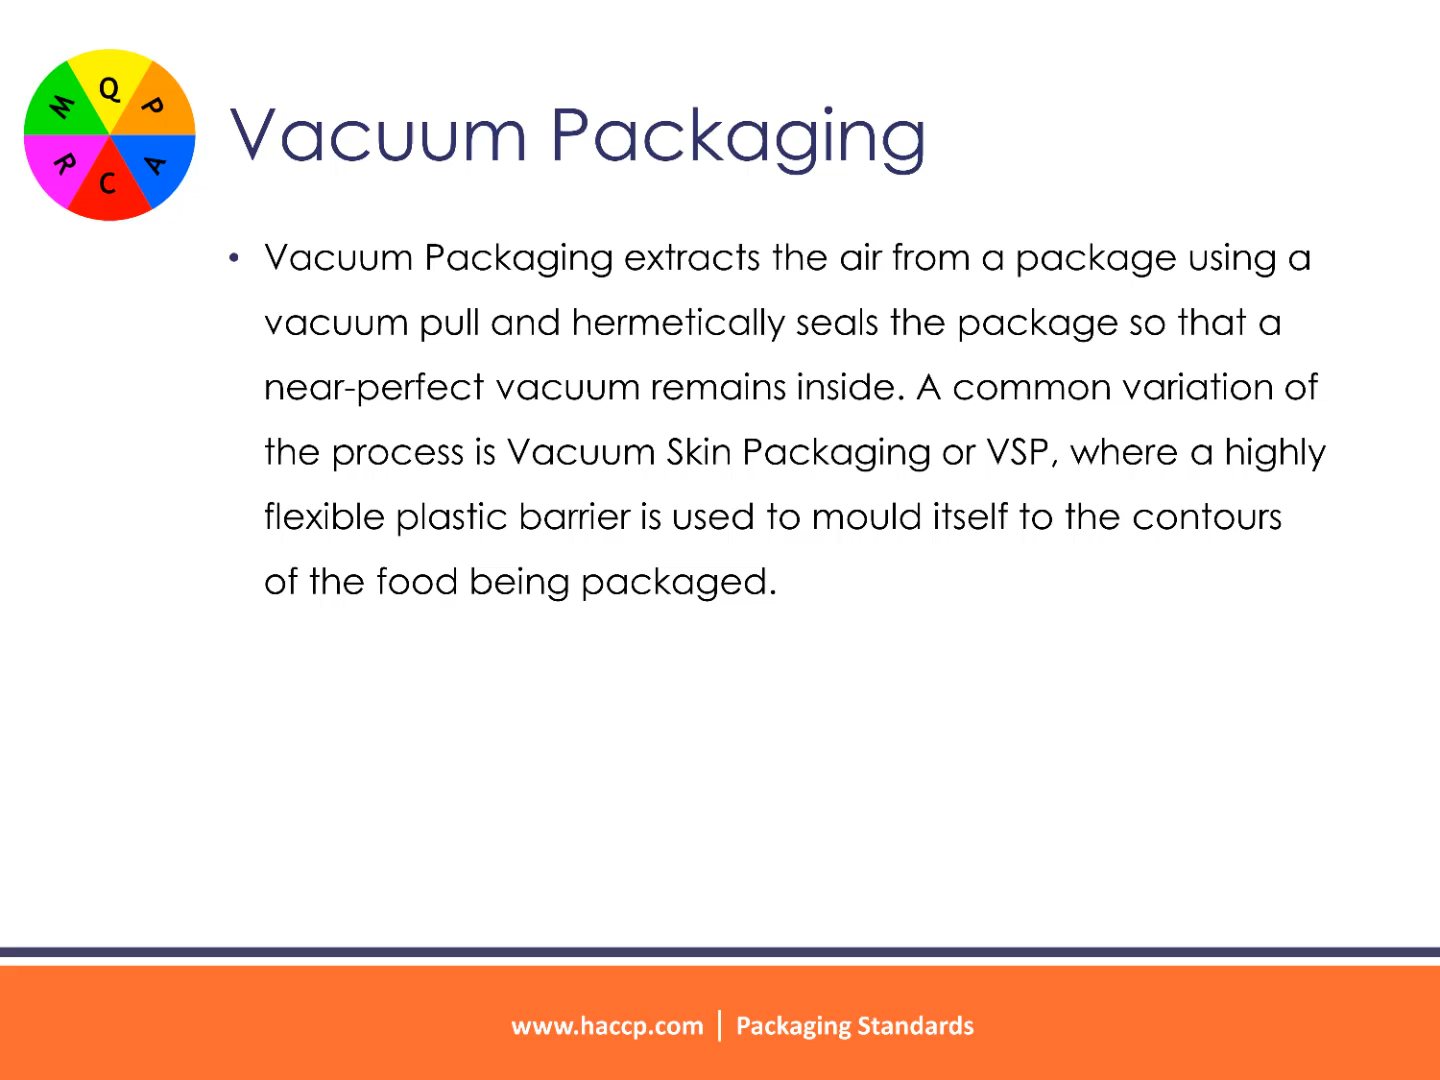 M Q P
R C A
Vacuum Packaging
• Vacuum Packaging extracts the air from a package using a
vacuum pull and hermetically seals the package so that a
near-perfect vacuum remains inside. A common variation of
the process is Vacuum Skin Packaging or VSP, where a highly
flexible plastic barrier is used to mould itself to the contours
of the food being packaged.
www.haccp.com | Packaging Standards